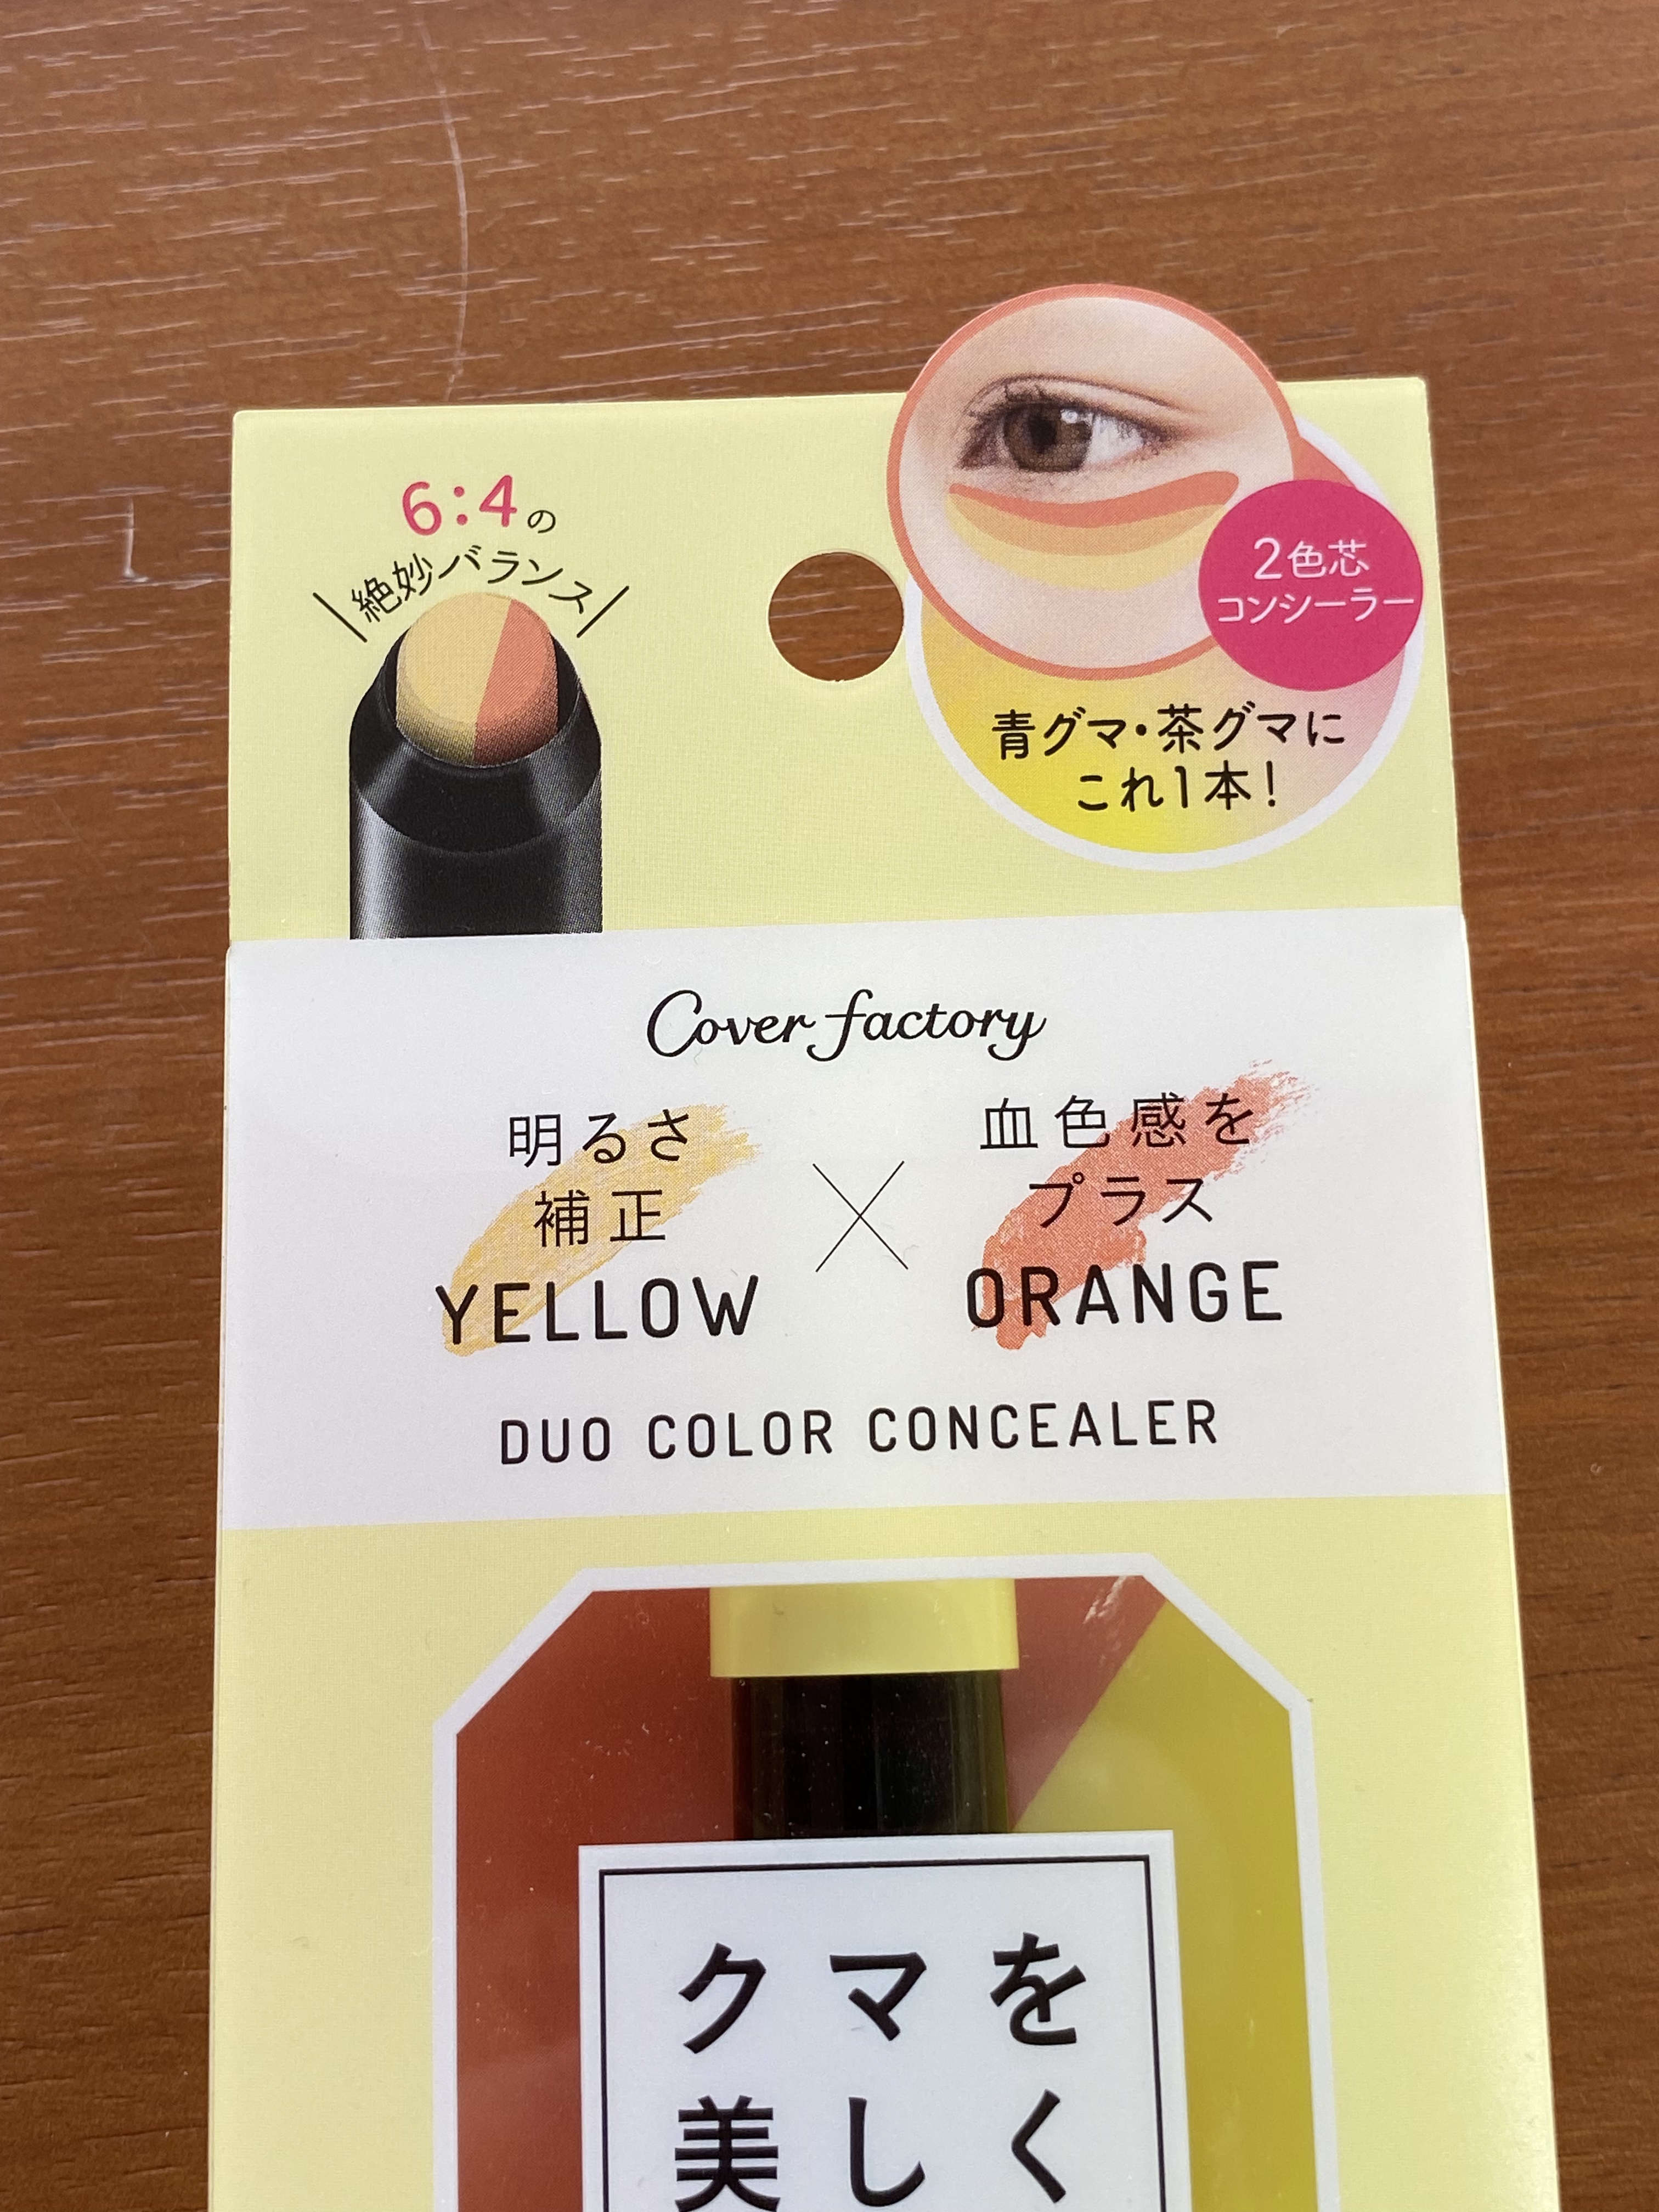 6:4の
絶妙バランス
2色芯
コンシーラー
青グマ・茶グマに
これ1本!
Cover factory
明るさ
補正
YELLOW
血色感を
プラス
ORANGE
DUO COLOR CONCEALER
クマを
美しく